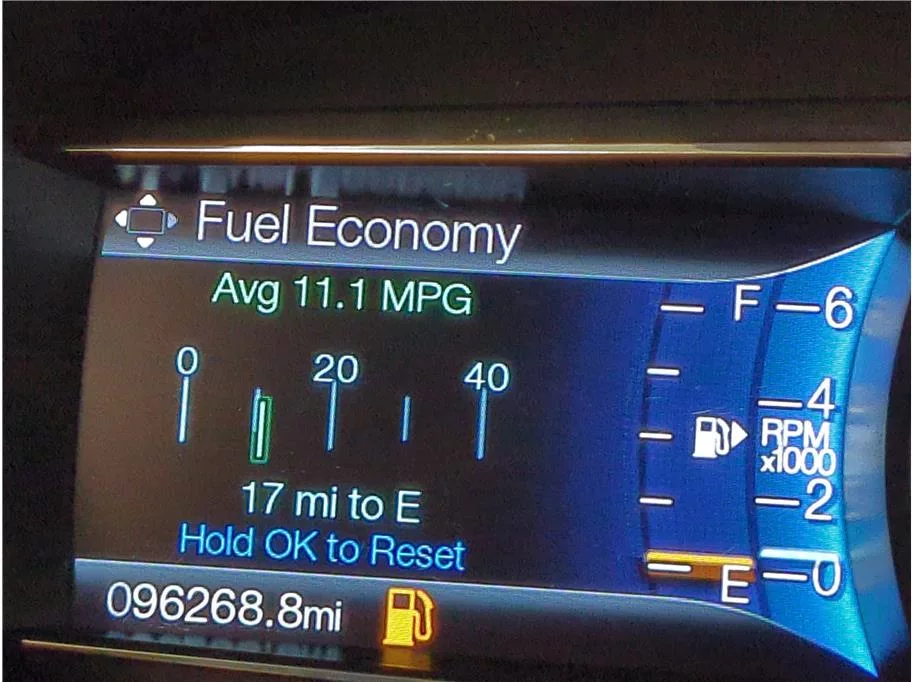 Fuel Economy
Avg 11.1 MPG
0 20 40
17 mi to E
Hold OK to Reset
096268.8mi
F
E
6
4
RPM
x1000
2
0